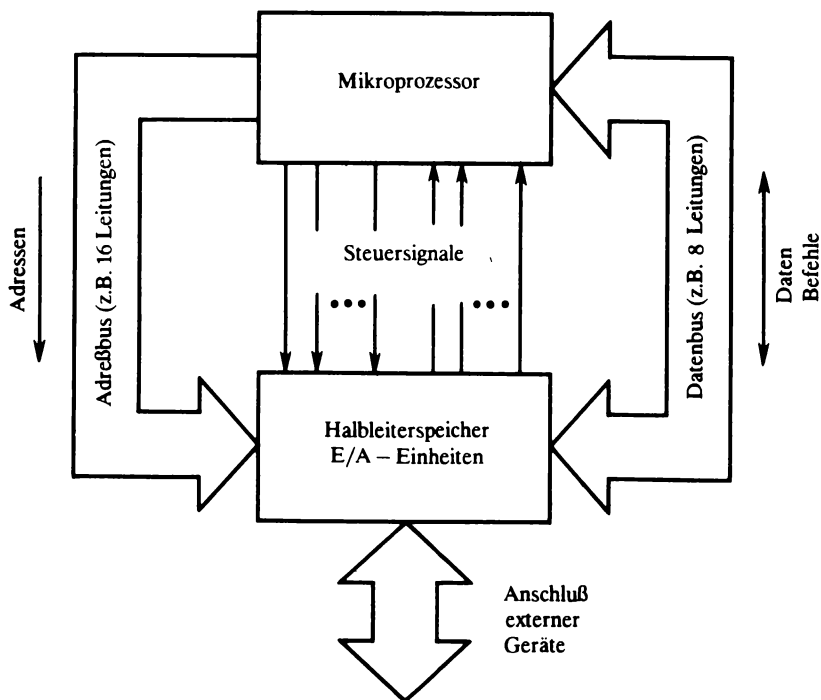 Mikroprozessor
Adressen
Adreßbus (z.B. 16 Leitungen)
Steuersignale
Datenbus (z.B. 8 Leitungen)
Daten
Befehle
Halbleiterspeicher
E/A – Einheiten
Anschluß
externer
Geräte